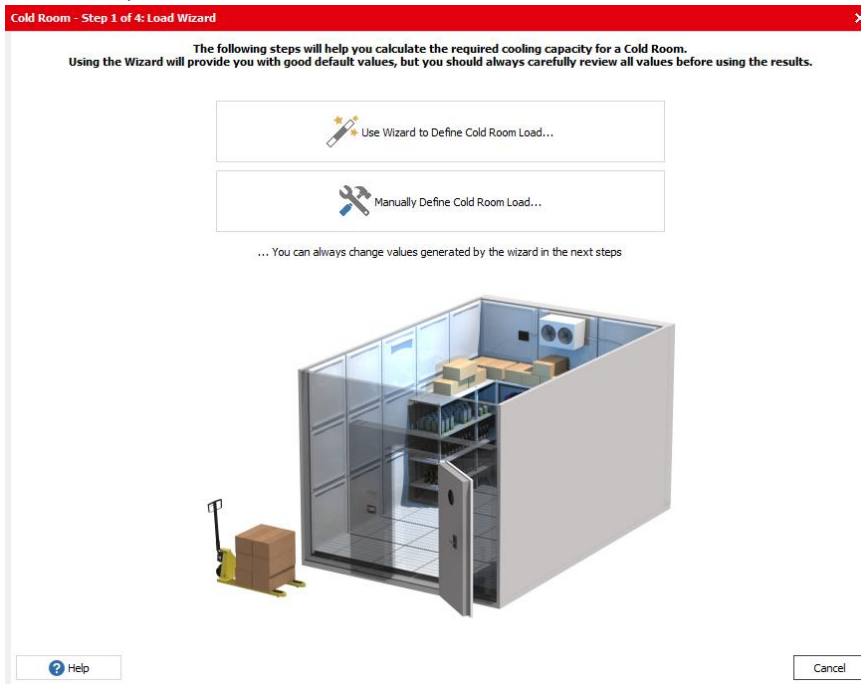 Cold Room - Step 1 of 4: Load Wizard
The following steps will help you calculate the required cooling capacity for a Cold Room.
Using the Wizard will provide you with good default values, but you should always carefully review all values before using the results.
Use Wizard to Define Cold Room Load...
Manually Define Cold Room Load...
... You can always change values generated by the wizard in the next steps
Help
Cancel